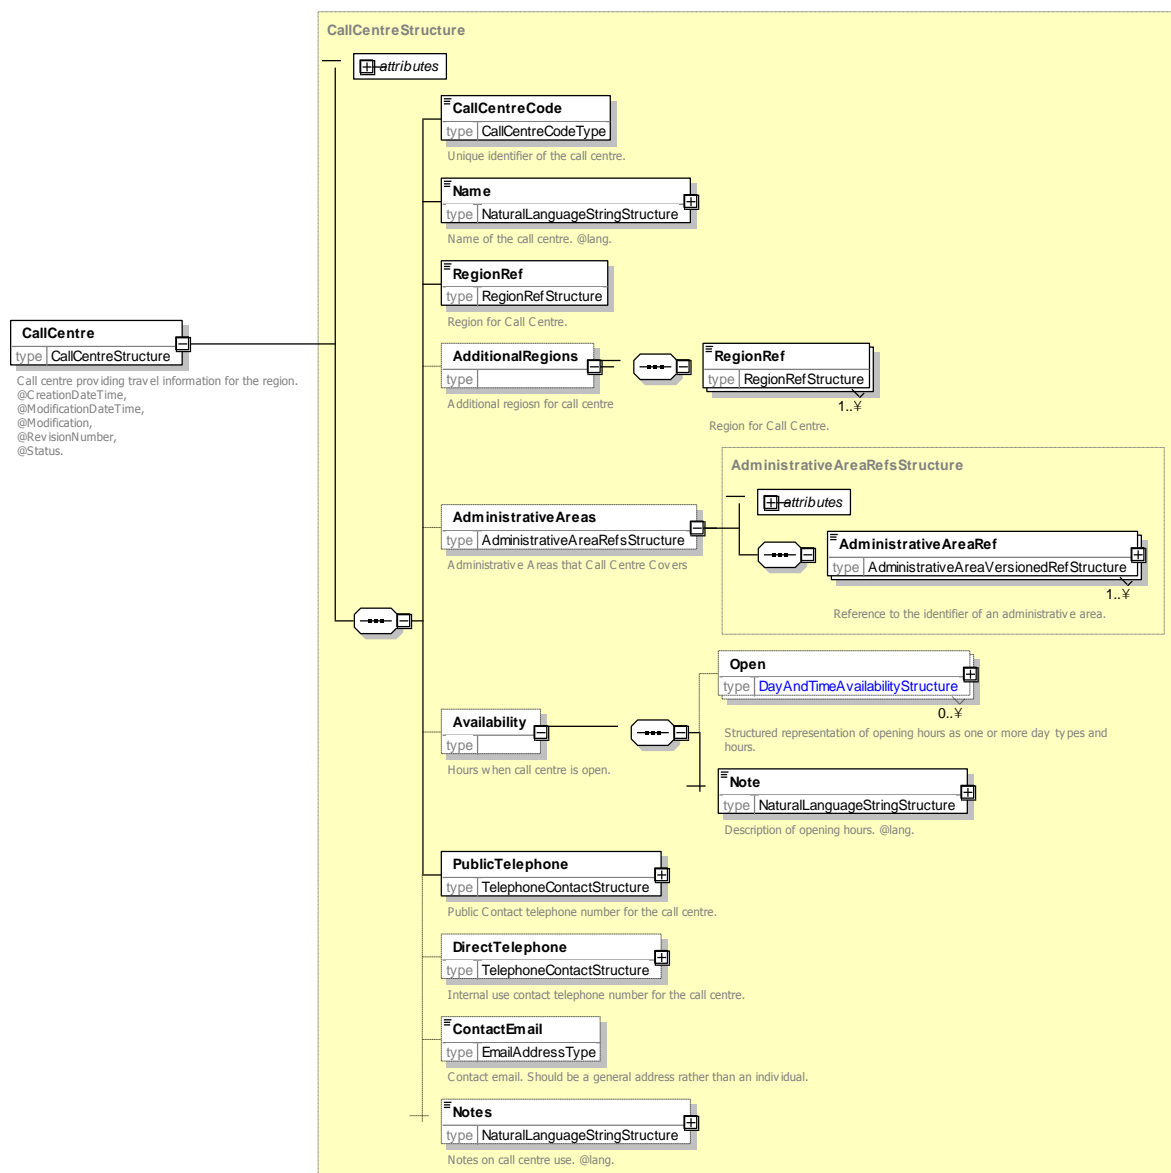 CallCentreStructure
attributes
CallCentreCode
type CallCentreCodeType
Unique identifier of the call centre.
Name
type NaturalLanguageStringStructure
Name of the call centre. @lang.
RegionRef
type RegionRefStructure
Region for Call Centre.
CallCentre
type CallCentreStructure
Call centre providing travel information for the region.
@CreationDateTime,
@ModificationDateTime,
@Modification,
@RevisionNumber,
@Status.
AdditionalRegions
type
Additional regiosn for call centre
RegionRef
type RegionRefStructure
1..¥
Region for Call Centre.
AdministrativeAreaRefsStructure
attributes
AdministrativeAreas
type AdministrativeAreaRefsStructure
Administrative Areas that Call Centre Covers
AdministrativeAreaRef
type AdministrativeAreaVersionedRefStructure
1..¥
Reference to the identifier of an administrative area.
Availability
type
Hours when call centre is open.
Open
type DayAndTimeAvailabilityStructure
0..¥
Structured representation of opening hours as one or more day types and
hours.
Note
type NaturalLanguageStringStructure
Description of opening hours. @lang.
PublicTelephone
type TelephoneContactStructure
Public Contact telephone number for the call centre.
DirectTelephone
type TelephoneContactStructure
Internal use contact telephone number for the call centre.
ContactEmail
type EmailAddressType
Contact email. Should be a general address rather than an individual.
Notes
type NaturalLanguageStringStructure
Notes on call centre use. @lang.